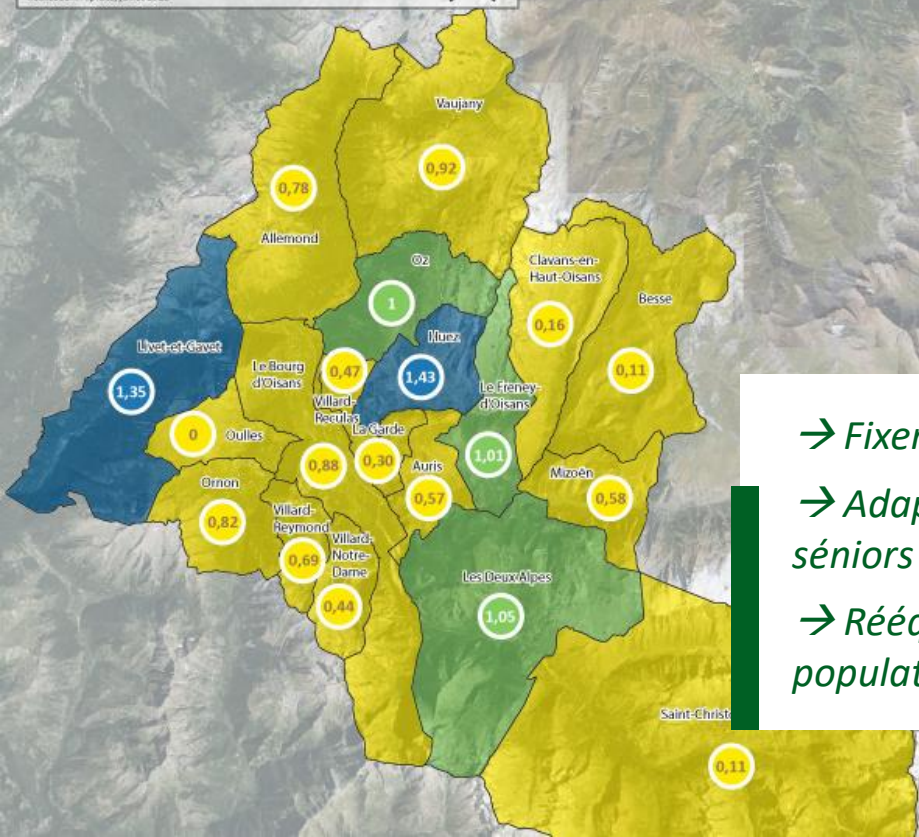 Vaujany
0,92
0,78
Allemond
Oz
1
Clavans-en-
Haut-Oisans
0,16
Besse
0,11
Huez
1,43
Livet-et-Gavet
1,35
Le Bourg
d'Oisans
0,88
0,47
Villard-
Reculas
Le Freney-
d'Oisans
1,01
0
Oulles
La Garde
0,30
Auris
0,57
Mizoën
0,58
Ornon
0,82
Villard-
Reymond
0,69
Villard-
Notre-
Dame
0,44
Les Deux Alpes
1,05
Saint-Christ
0,11
→ Fixer
→ Adap
séniors
→ Rééq
populat